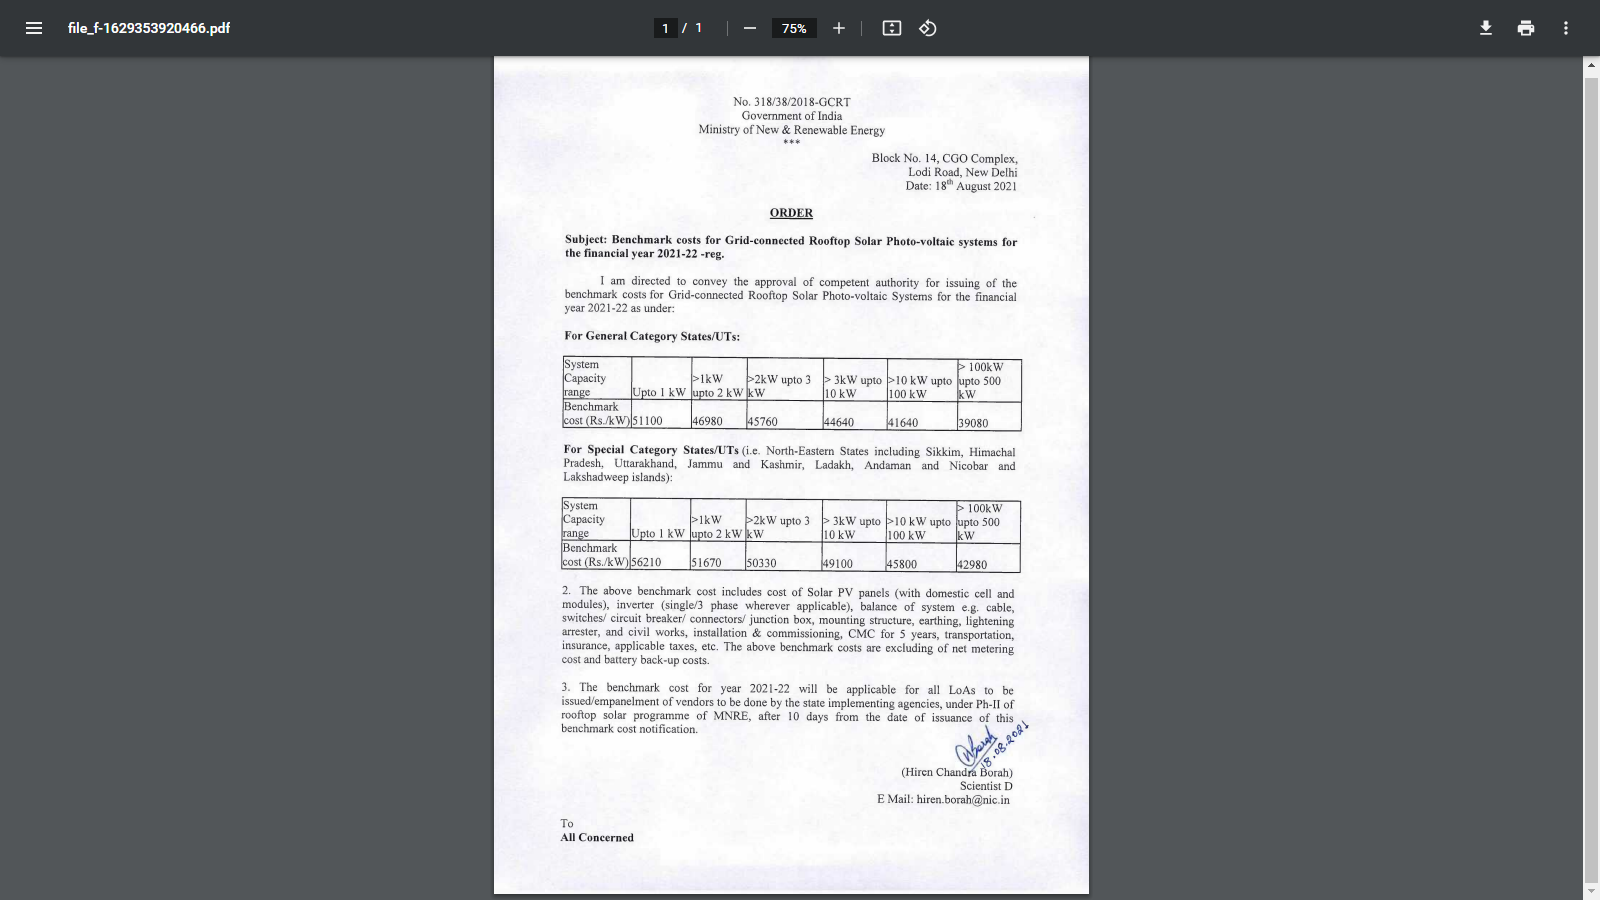 file_f-1629353920466.pdf
1 / 1
75%
No. 318/38/2018-GCRT
Government of India
Ministry of New & Renewable Energy
***
Block No. 14, CGO Complex,
Lodi Road, New Delhi
Date: 18th August 2021
ORDER
Subject: Benchmark costs for Grid-connected Rooftop Solar Photo-voltaic systems for
the financial year 2021-22 -reg.
I am directed to convey the approval of competent authority for issuing of the
benchmark costs for Grid-connected Rooftop Solar Photo-voltaic Systems for the financial
year 2021-22 as under:
For General Category States/UTs:
System Capacity range Upto 1 kW >1kW upto 2 kW >2kW upto 3 kW > 3kW upto 10 kW >10 kW upto 100 kW > 100kW upto 500 kW
Benchmark cost (Rs./kW) 51100 46980 45760 44640 41640 39080
For Special Category States/UTs (i.e. North-Eastern States including Sikkim, Himachal
Pradesh, Uttarakhand, Jammu and Kashmir, Ladakh, Andaman and Nicobar and
Lakshadweep islands):
System Capacity range Upto 1 kW >1kW upto 2 kW >2kW upto 3 kW > 3kW upto 10 kW >10 kW upto 100 kW > 100kW upto 500 kW
Benchmark cost (Rs./kW) 56210 51670 50330 49100 45800 42980
2. The above benchmark cost includes cost of Solar PV panels (with domestic cell and
modules), inverter (single/3 phase wherever applicable), balance of system e.g. cable,
switches/ circuit breaker/ connectors/ junction box, mounting structure, earthing, lightening
arrester, and civil works, installation & commissioning, CMC for 5 years, transportation,
insurance, applicable taxes, etc. The above benchmark costs are excluding of net metering
cost and battery back-up costs.
3. The benchmark cost for year 2021-22 will be applicable for all LoAs to be
issued/empanelment of vendors to be done by the state implementing agencies, under Ph-II of
rooftop solar programme of MNRE, after 10 days from the date of issuance of this
benchmark cost notification.
Borah
18.08.2021
(Hiren Chandra Borah)
Scientist D
E Mail: hiren.borah@nic.in
To
All Concerned